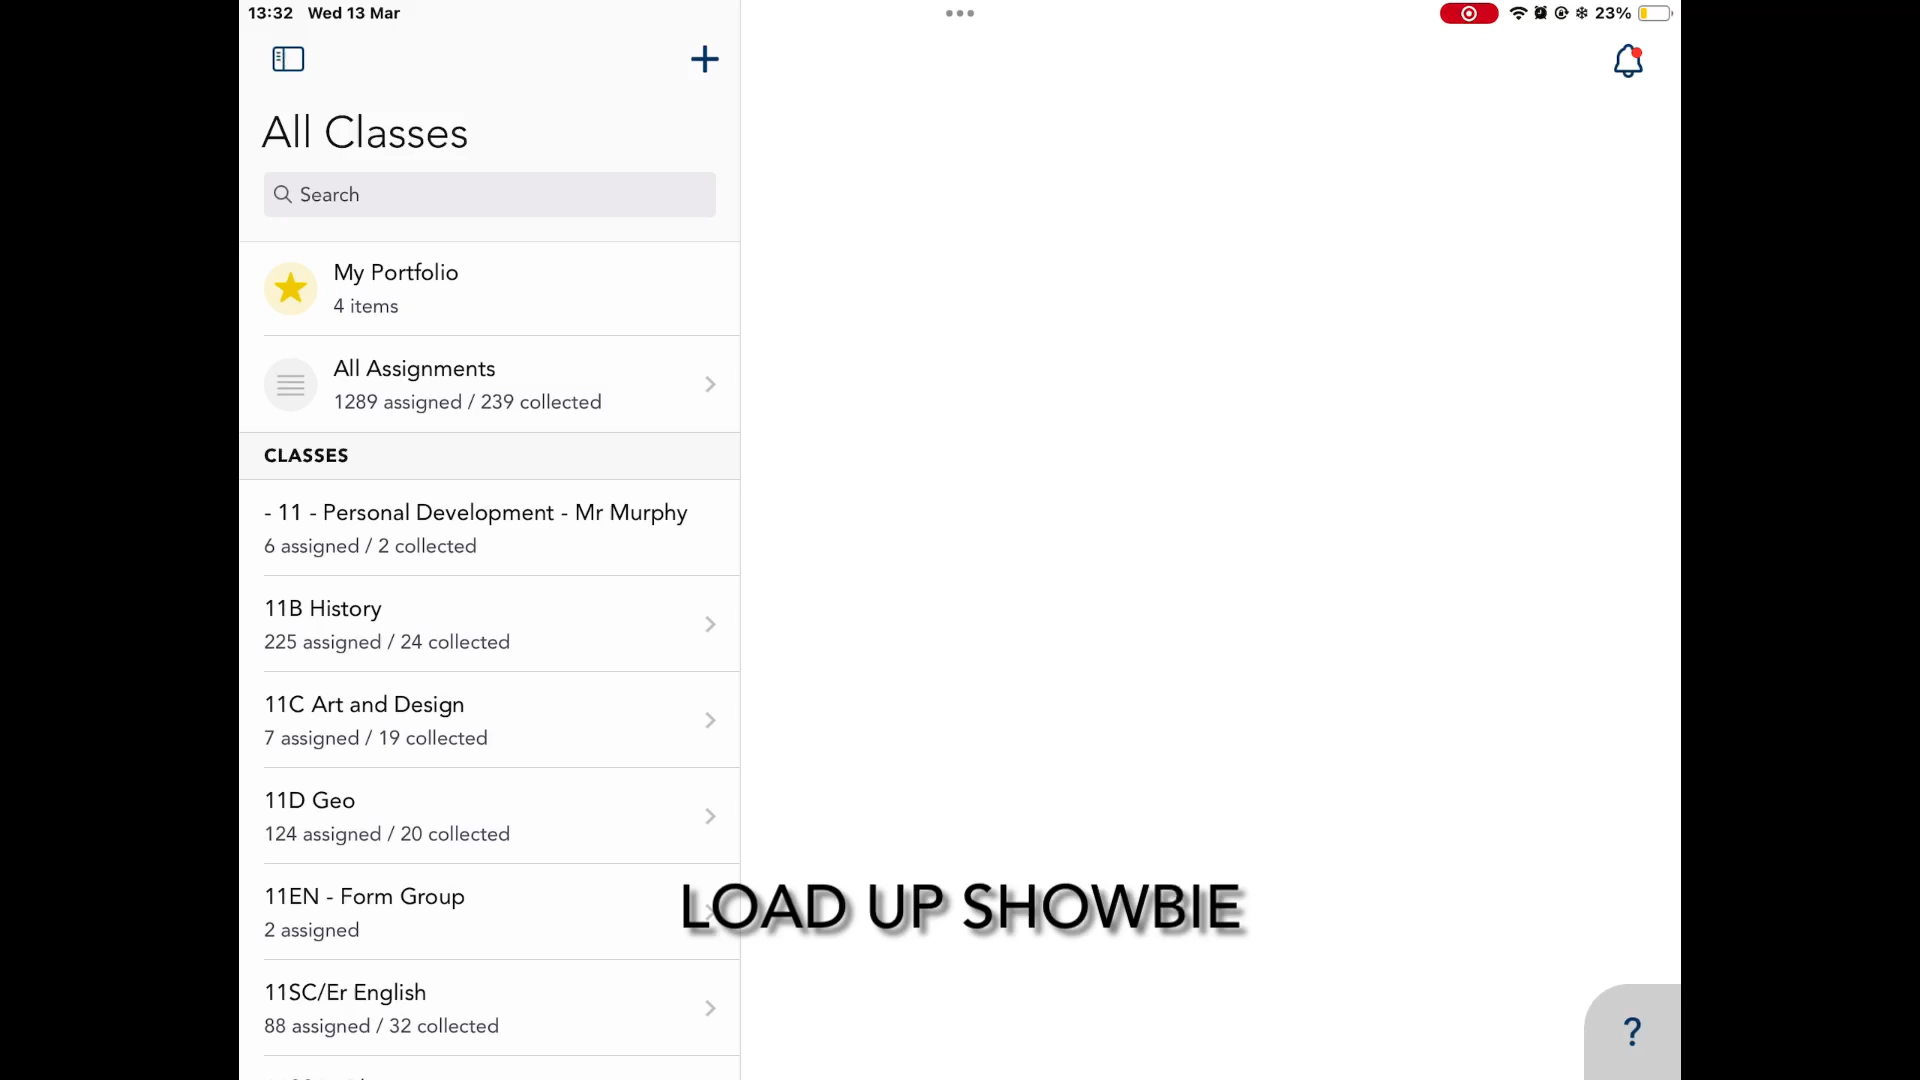 13:32 Wed 13 Mar
23%
All Classes
Search
My Portfolio
4 items
All Assignments
1289 assigned / 239 collected
CLASSES
- 11 - Personal Development - Mr Murphy
6 assigned / 2 collected
11B History
225 assigned / 24 collected
11C Art and Design
7 assigned / 19 collected
11D Geo
124 assigned / 20 collected
11EN - Form Group
2 assigned
LOAD UP SHOWBIE
11SC/Er English
88 assigned / 32 collected
?